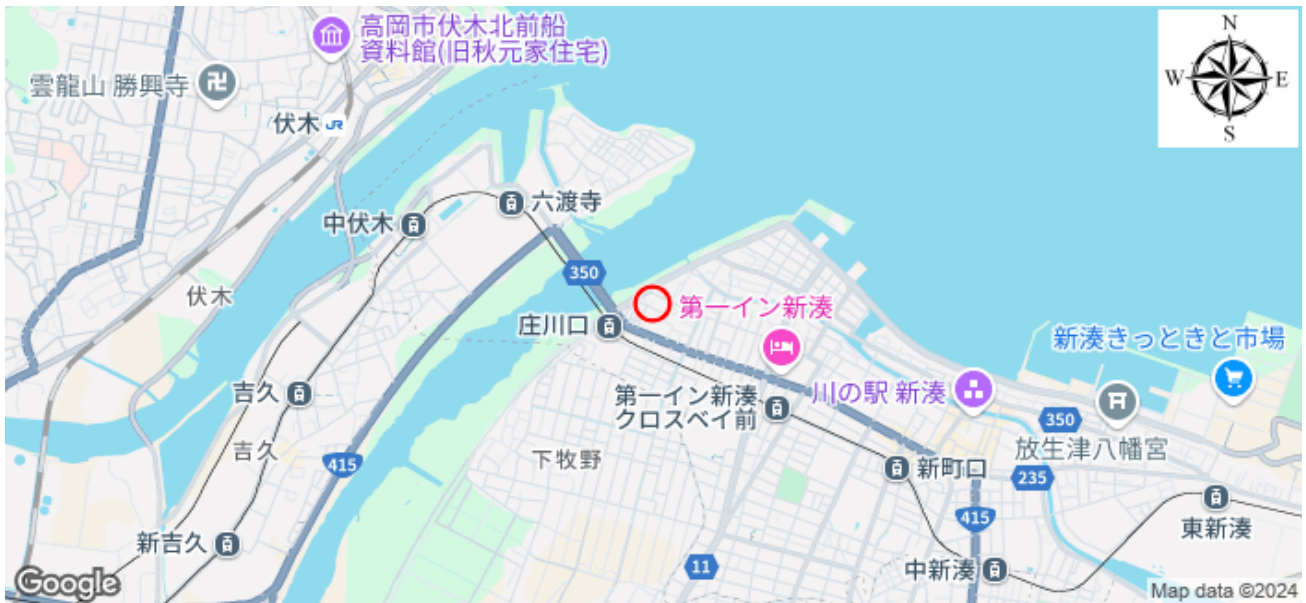 高岡市伏木北前船
資料館(旧秋元家住宅)
雲龍山 勝興寺
伏木
JR
N
W
E
S
六渡寺
中伏木
350
伏木
庄川口
第一イン新湊
新湊きっときと市場
吉久
第一イン新湊
クロスベイ前
川の駅 新湊
350
放生津八幡宮
吉久
415
下牧野
新町口
235
415
東新湊
新吉久
11
中新湊
Google
Map data ©2024